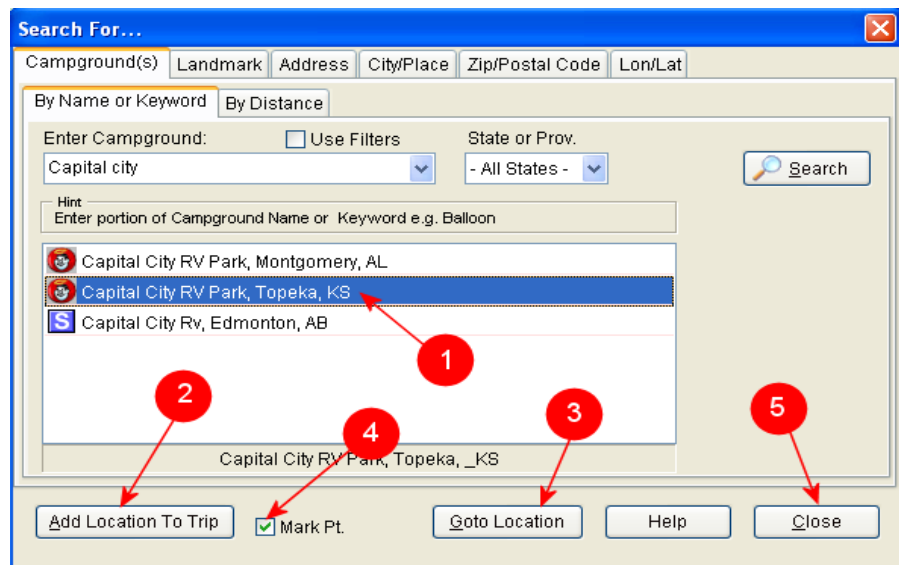 Search For...
Campground(s) Landmark Address City/Place Zip/Postal Code Lon/Lat
By Name or Keyword By Distance
Enter Campground: Use Filters State or Prov.
Capital city - All States - Search
Hint
Enter portion of Campground Name or Keyword e.g. Balloon
Capital City RV Park, Montgomery, AL
Capital City RV Park, Topeka, KS
S Capital City Rv, Edmonton, AB
1
2
3
5
4
Capital City RV Park, Topeka, _KS
Add Location To Trip Mark Pt. Goto Location Help Close